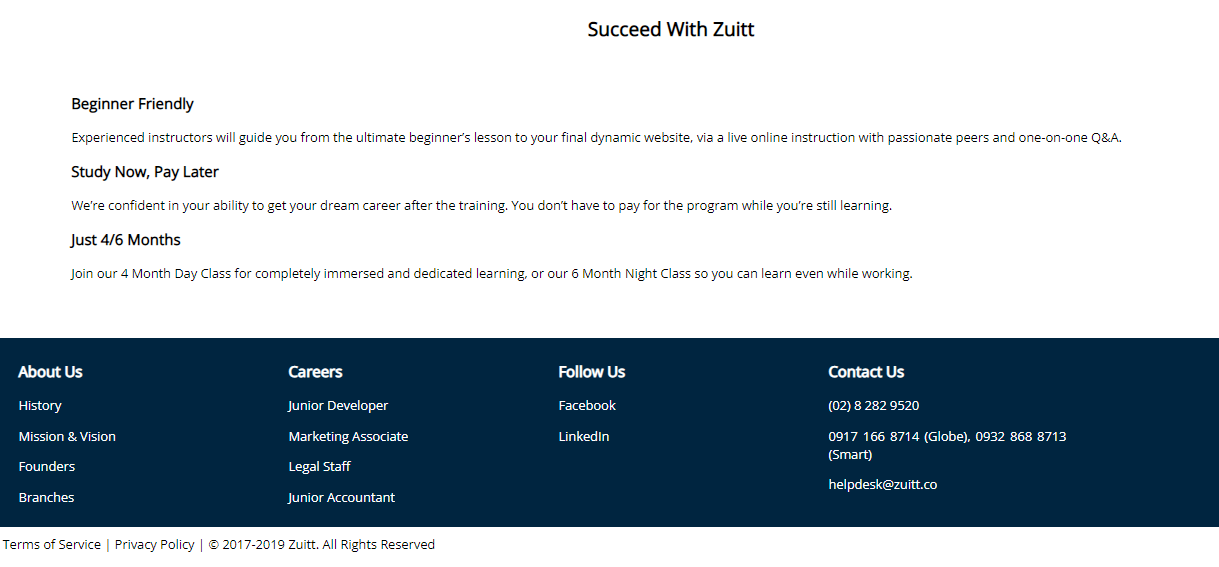 Succeed With Zuitt
Beginner Friendly
Experienced instructors will guide you from the ultimate beginner’s lesson to your final dynamic website, via a live online instruction with passionate peers and one-on-one Q&A.
Study Now, Pay Later
We’re confident in your ability to get your dream career after the training. You don’t have to pay for the program while you’re still learning.
Just 4/6 Months
Join our 4 Month Day Class for completely immersed and dedicated learning, or our 6 Month Night Class so you can learn even while working.
About Us
History
Mission & Vision
Founders
Branches
Careers
Junior Developer
Marketing Associate
Legal Staff
Junior Accountant
Follow Us
Facebook
LinkedIn
Contact Us
(02) 8 282 9520
0917 166 8714 (Globe), 0932 868 8713
(Smart)
helpdesk@zuitt.co
Terms of Service | Privacy Policy | © 2017-2019 Zuitt. All Rights Reserved